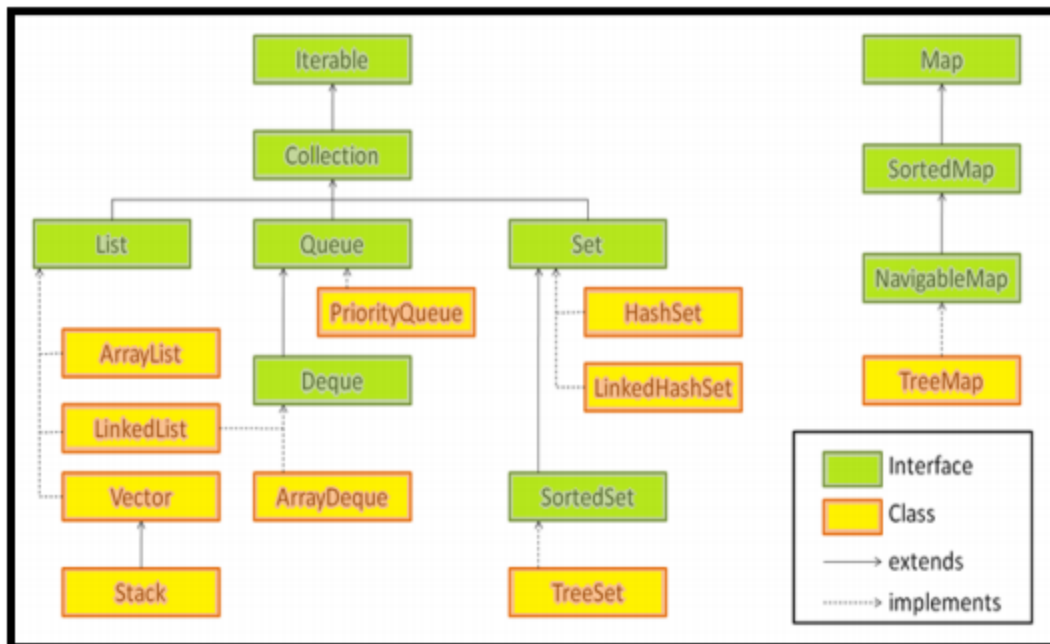 Iterable
Map
Collection
SortedMap
List
Queue
Set
NavigableMap
PriorityQueue
HashSet
ArrayList
Deque
LinkedHashSet
TreeMap
LinkedList
Vector
ArrayDeque
SortedSet
Stack
TreeSet
Interface
Class
extends
implements